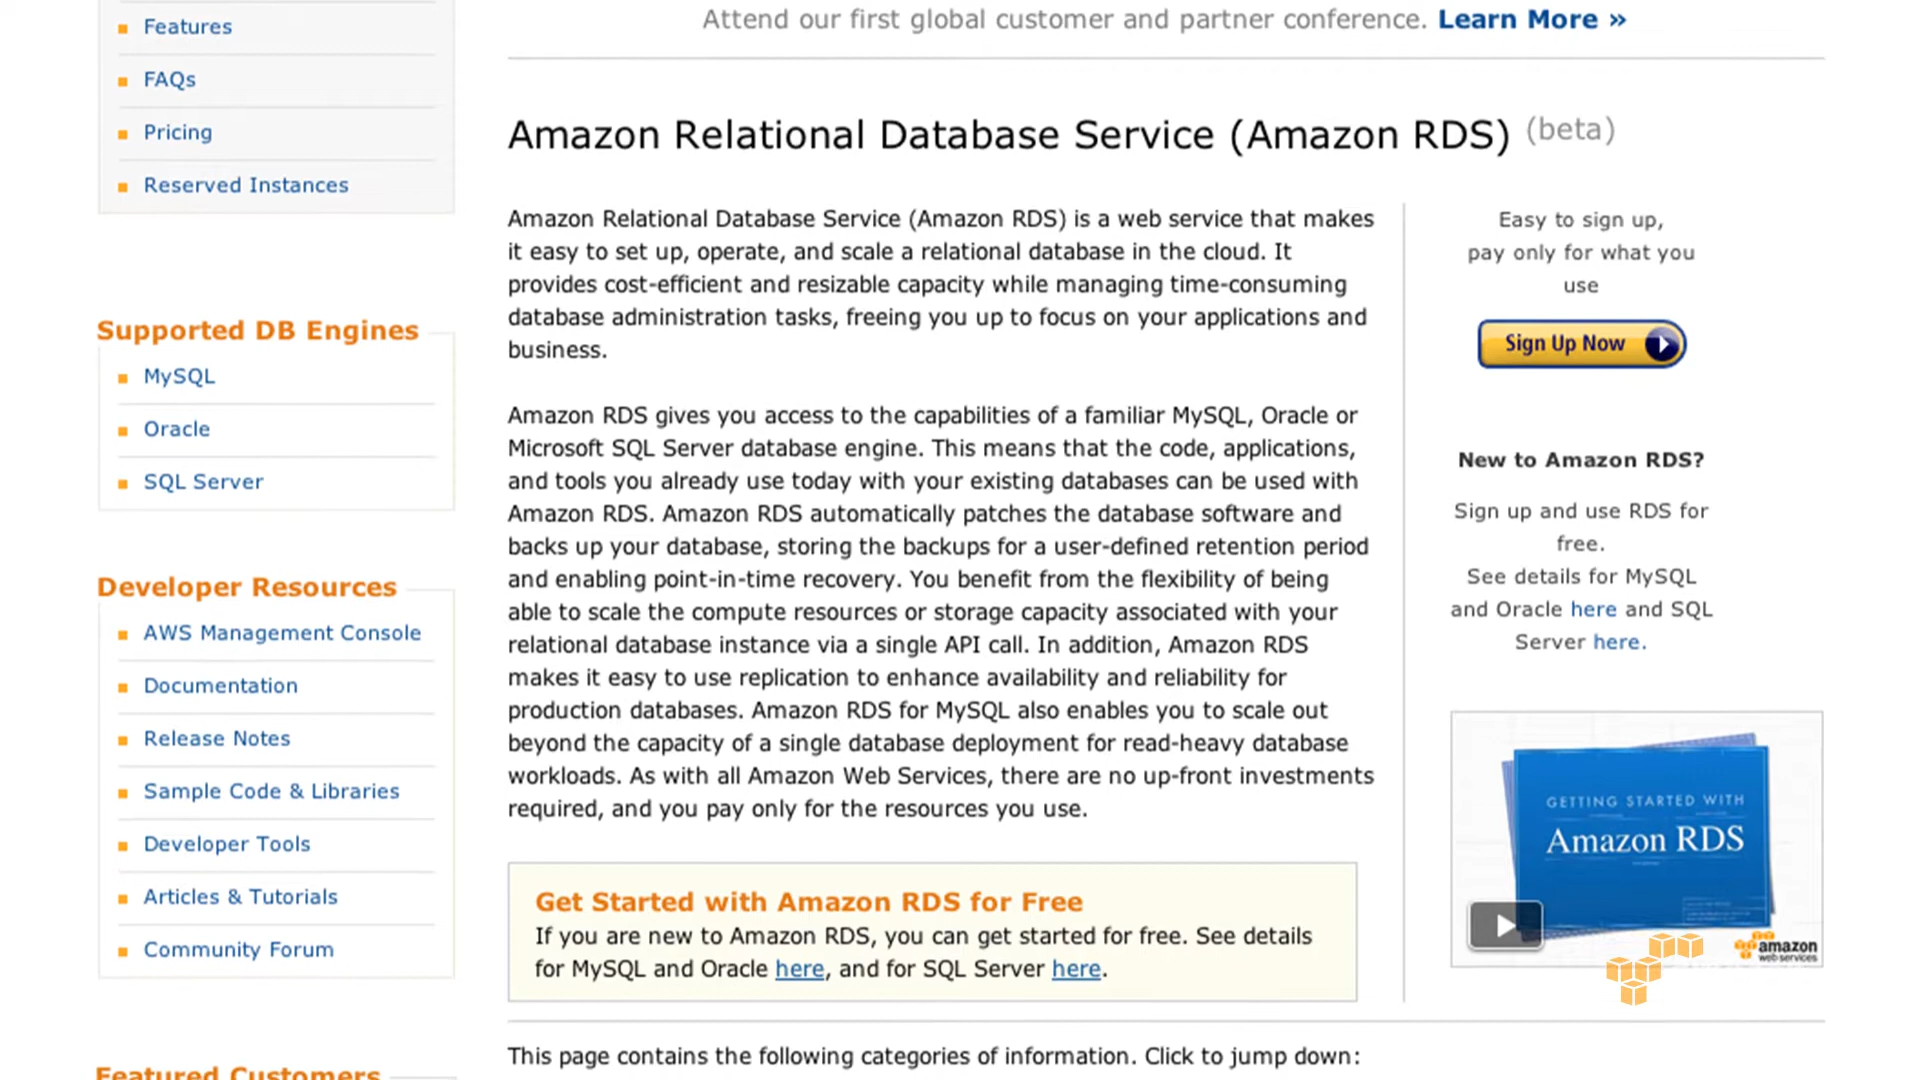 Features
FAQs
Pricing
Reserved Instances
Supported DB Engines
MySQL
Oracle
SQL Server
Developer Resources
AWS Management Console
Documentation
Release Notes
Sample Code & Libraries
Developer Tools
Articles & Tutorials
Community Forum
Featured Customers
Attend our first global customer and partner conference. Learn More »
Amazon Relational Database Service (Amazon RDS) (beta)
Amazon Relational Database Service (Amazon RDS) is a web service that makes
it easy to set up, operate, and scale a relational database in the cloud. It
provides cost-efficient and resizable capacity while managing time-consuming
database administration tasks, freeing you up to focus on your applications and
business.
Amazon RDS gives you access to the capabilities of a familiar MySQL, Oracle or
Microsoft SQL Server database engine. This means that the code, applications,
and tools you already use today with your existing databases can be used with
Amazon RDS. Amazon RDS automatically patches the database software and
backs up your database, storing the backups for a user-defined retention period
and enabling point-in-time recovery. You benefit from the flexibility of being
able to scale the compute resources or storage capacity associated with your
relational database instance via a single API call. In addition, Amazon RDS
makes it easy to use replication to enhance availability and reliability for
production databases. Amazon RDS for MySQL also enables you to scale out
beyond the capacity of a single database deployment for read-heavy database
workloads. As with all Amazon Web Services, there are no up-front investments
required, and you pay only for the resources you use.
Get Started with Amazon RDS for Free
If you are new to Amazon RDS, you can get started for free. See details
for MySQL and Oracle here, and for SQL Server here.
This page contains the following categories of information. Click to jump down:
Easy to sign up,
pay only for what you
use
Sign Up Now
New to Amazon RDS?
Sign up and use RDS for
free.
See details for MySQL
and Oracle here and SQL
Server here.
GETTING STARTED WITH
Amazon RDS
amazon
web services